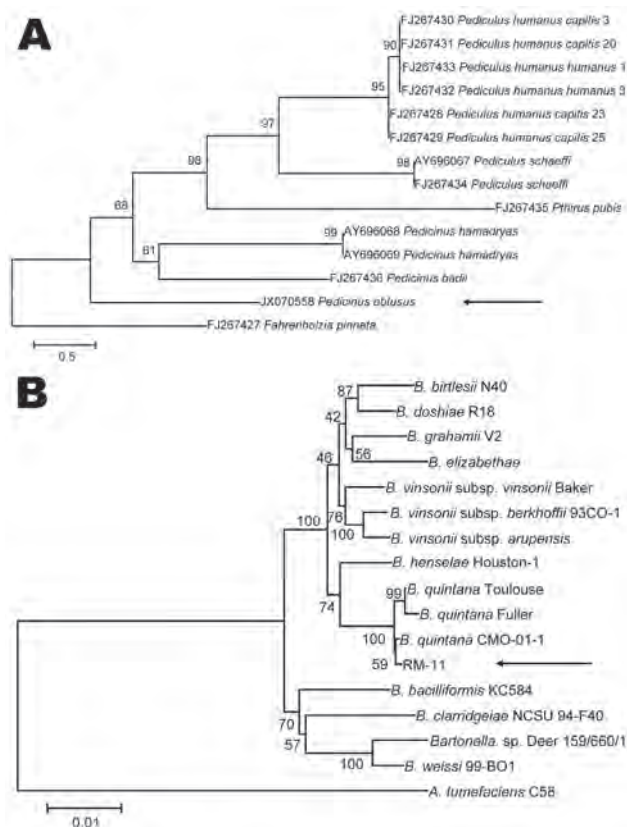 A
FJ267430 Pediculus humanus capitis 3
90
FJ267431 Pediculus humanus capitis 20
FJ267433 Pediculus humanus humanus 1
FJ267432 Pediculus humanus humanus 3
95
FJ267428 Pediculus humanus capitis 23
97
FJ267429 Pediculus humanus capitis 25
98
98
AY696067 Pediculus schaeffi
FJ267434 Pediculus schaeffi
68
FJ267435 Pthirus pubis
99
AY696068 Pedicinus hamadryas
61
AY696069 Pedicinus hamadryas
FJ267436 Pedicinus badii
JX070558 Pedicinus obtusus
FJ267427 Fahrenholzia pinnata
0.5
B
87
B. birtlesii N40
42
B. doshiae R18
B. grahamii V2
46
56
B. elizabethae
B. vinsonii subsp. vinsonii Baker
76
B. vinsonii subsp. berkhoffii 93CO-1
100
100
B. vinsonii subsp. arupensis
B. henselae Houston-1
74
99
B. quintana Toulouse
B. quintana Fuller
100
B. quintana CMO-01-1
59
RM-11
B. bacilliformis KC584
70
B. clarridgeiae NCSU 94-F40
57
Bartonella. sp. Deer 159/660/1
100
B. weissi 99-BO1
A. tumefaciens C58
0.01